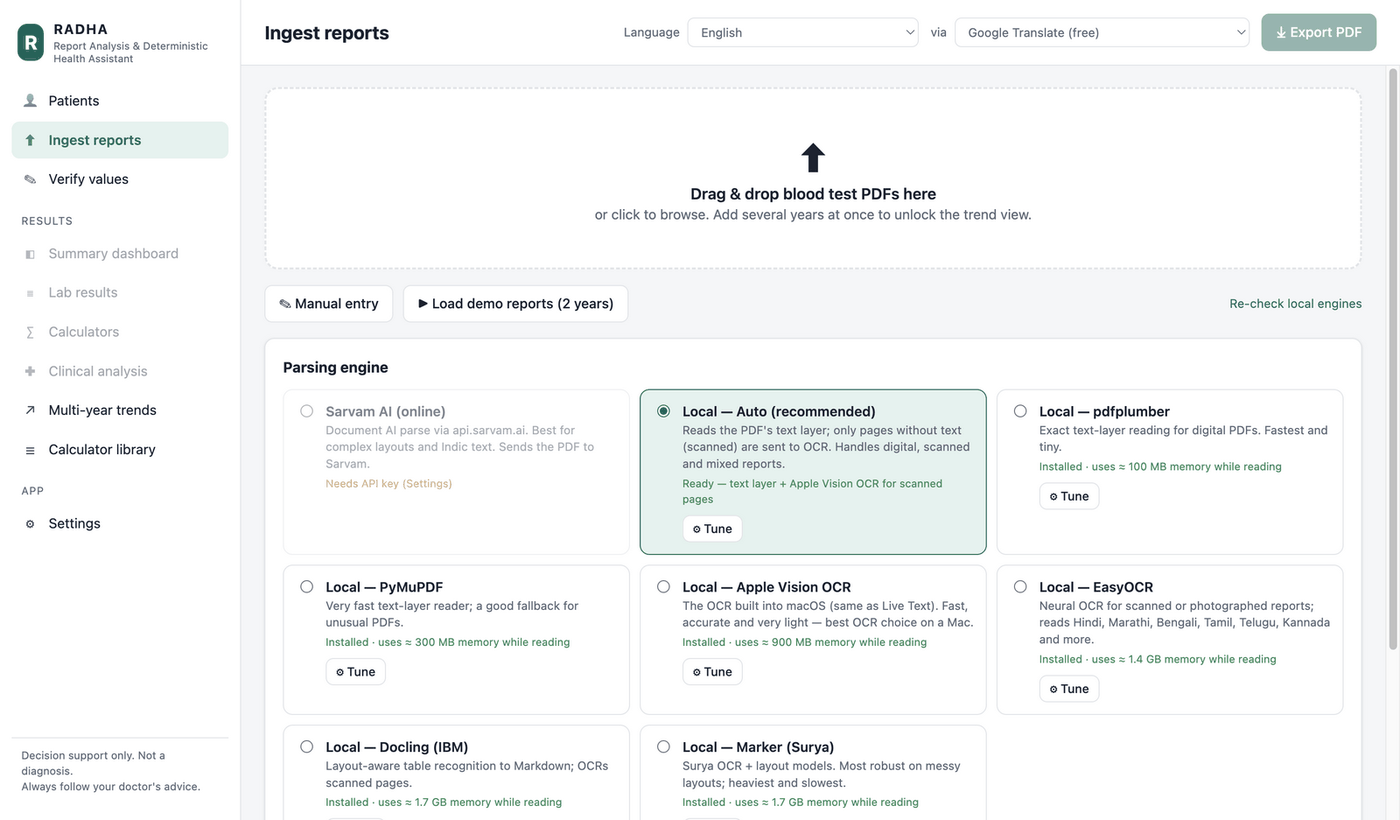 R
RADHA
Report Analysis & Deterministic
Health Assistant
Patients
Ingest reports
Verify values
RESULTS
Summary dashboard
Lab results
Calculators
Clinical analysis
Multi-year trends
Calculator library
APP
Settings
Decision support only. Not a
diagnosis.
Always follow your doctor's advice.
Ingest reports
Language
English
via
Google Translate (free)
Export PDF
Drag & drop blood test PDFs here
or click to browse. Add several years at once to unlock the trend view.
Manual entry
Load demo reports (2 years)
Re-check local engines
Parsing engine
Sarvam AI (online)
Document AI parse via api.sarvam.ai. Best for
complex layouts and Indic text. Sends the PDF to
Sarvam.
Needs API key (Settings)
Local — Auto (recommended)
Reads the PDF's text layer; only pages without text
(scanned) are sent to OCR. Handles digital, scanned
and mixed reports.
Ready — text layer + Apple Vision OCR for scanned
pages
Tune
Local — pdfplumber
Exact text-layer reading for digital PDFs. Fastest and
tiny.
Installed · uses ≈ 100 MB memory while reading
Tune
Local — PyMuPDF
Very fast text-layer reader; a good fallback for
unusual PDFs.
Installed · uses ≈ 300 MB memory while reading
Tune
Local — Apple Vision OCR
The OCR built into macOS (same as Live Text). Fast,
accurate and very light — best OCR choice on a Mac.
Installed · uses ≈ 900 MB memory while reading
Tune
Local — EasyOCR
Neural OCR for scanned or photographed reports;
reads Hindi, Marathi, Bengali, Tamil, Telugu, Kannada
and more.
Installed · uses ≈ 1.4 GB memory while reading
Tune
Local — Docling (IBM)
Layout-aware table recognition to Markdown; OCRs
scanned pages.
Installed · uses ≈ 1.7 GB memory while reading
Local — Marker (Surya)
Surya OCR + layout models. Most robust on messy
layouts; heaviest and slowest.
Installed · uses ≈ 1.7 GB memory while reading